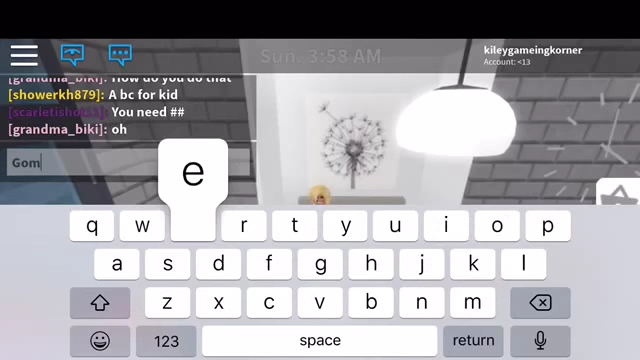 Sun. 3:58 AM
kileygameingkorner
Account: <13
[grandma_biki]: How do you do that
[showerkh879]: A bc for kid
You need ##
[grandma_biki]: oh
Gom
e
q w r t y u i o p
a s d f g h j k l
z x c v b n m
123 space return